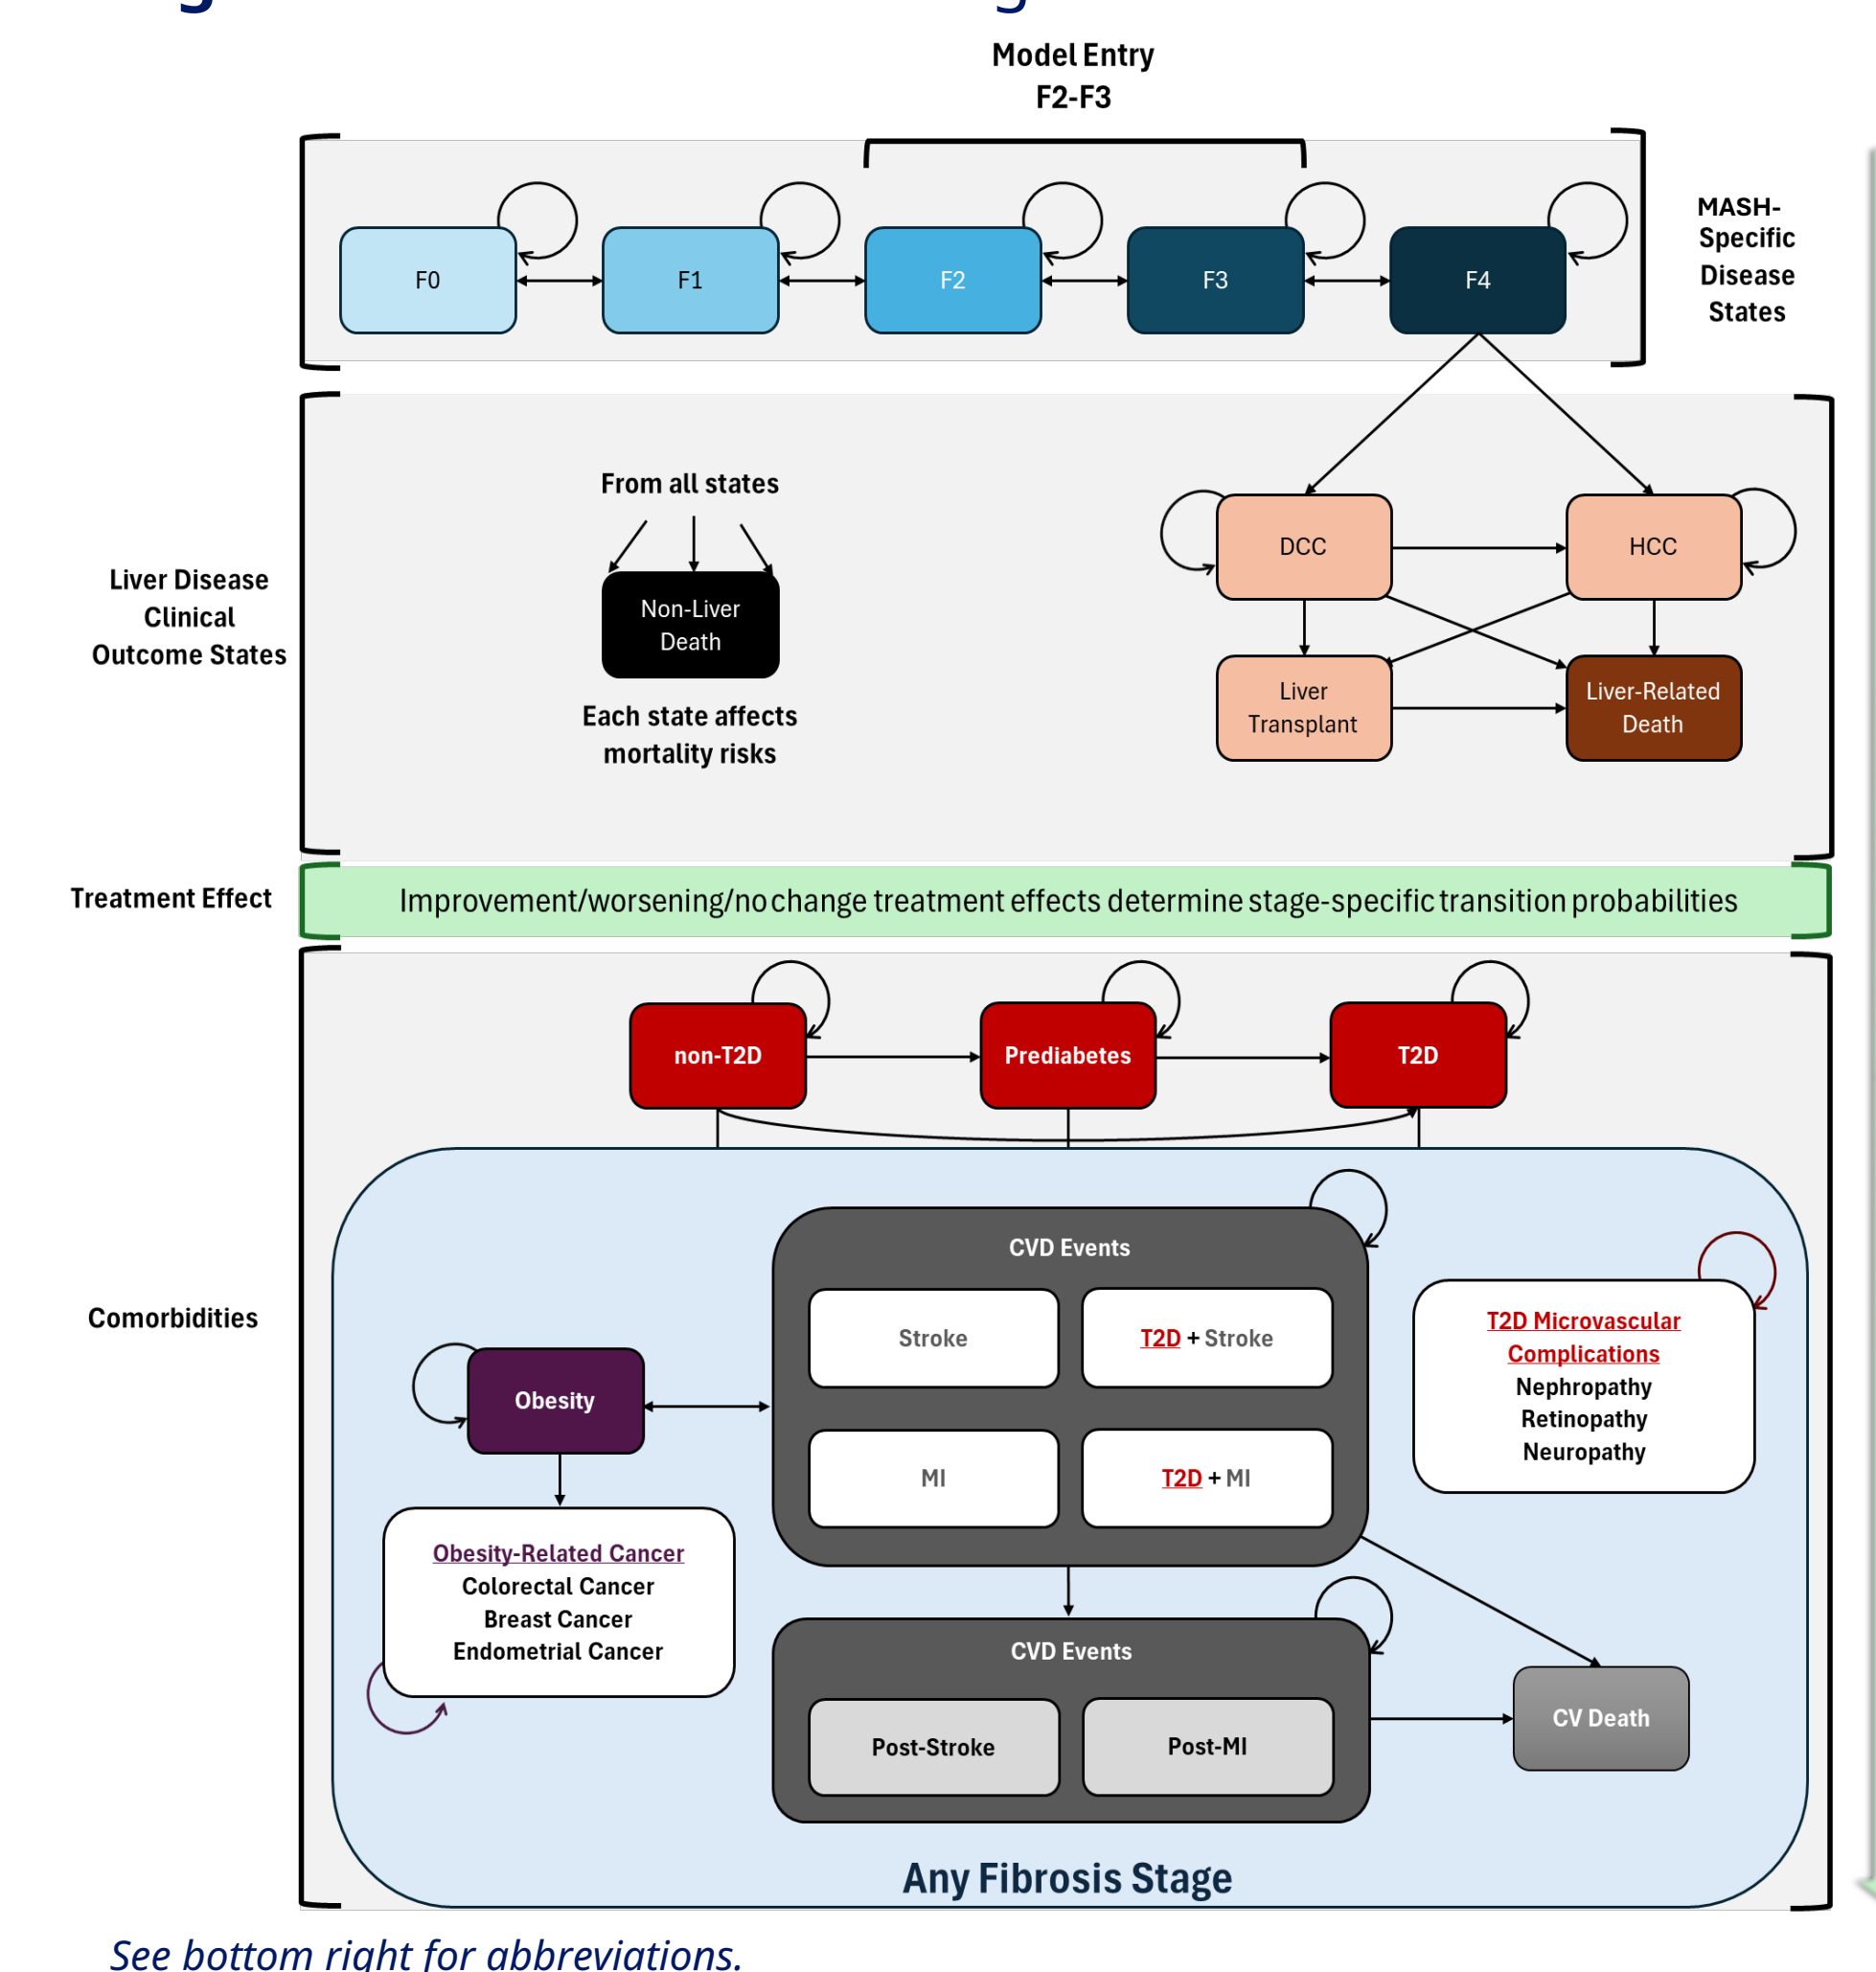 Model Entry
F2-F3
F0
F1
F2
F3
F4
MASH-
Specific
Disease
States
From all states
Non-Liver
Death
Each state affects
mortality risks
DCC
HCC
Liver
Transplant
Liver-Related
Death
Liver Disease
Clinical
Outcome States
Treatment Effect
Improvement/worsening/no change treatment effects determine stage-specific transition probabilities
non-T2D
Prediabetes
T2D
Comorbidities
CVD Events
Stroke
T2D + Stroke
MI
T2D + MI
T2D Microvascular
Complications
Nephropathy
Retinopathy
Neuropathy
Obesity
Obesity-Related Cancer
Colorectal Cancer
Breast Cancer
Endometrial Cancer
CVD Events
Post-Stroke
Post-MI
CV Death
Any Fibrosis Stage
See bottom right for abbreviations.